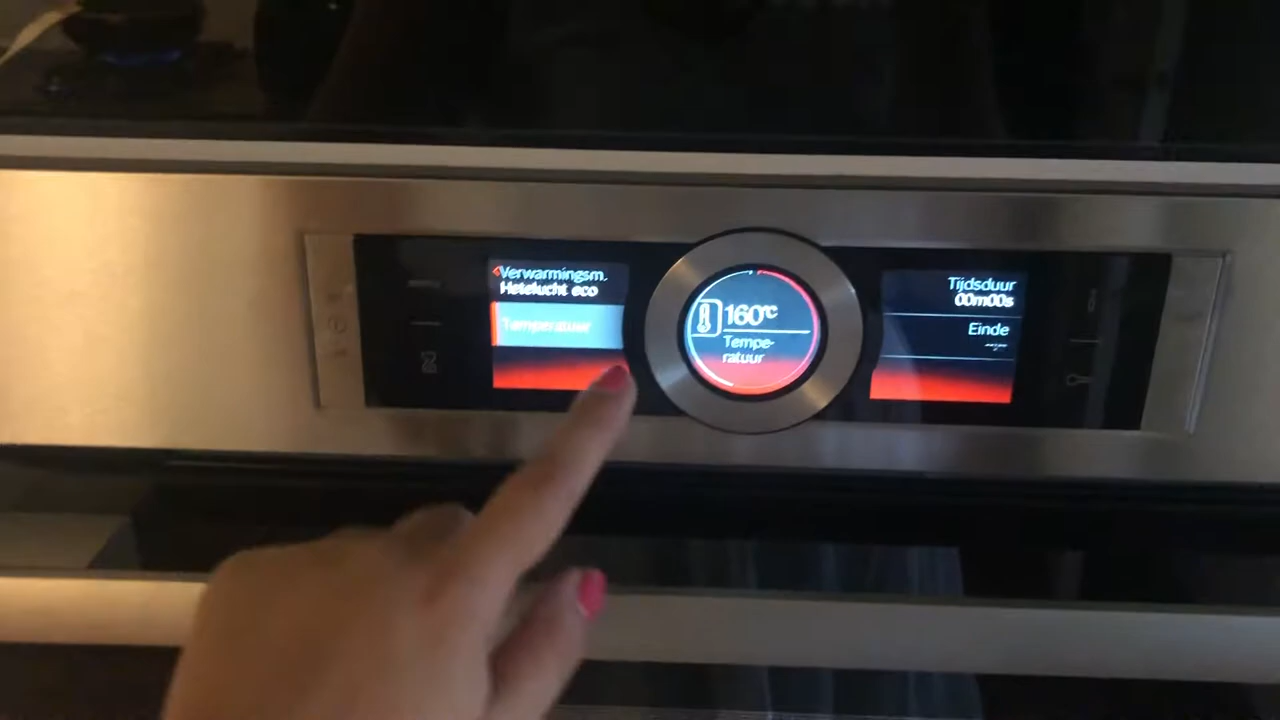 Verwarmingsm.
Hetelucht eco
Temperatuur
160°C
Tempe-
ratuur
Tijdsduur
00m00s
Einde
--:--